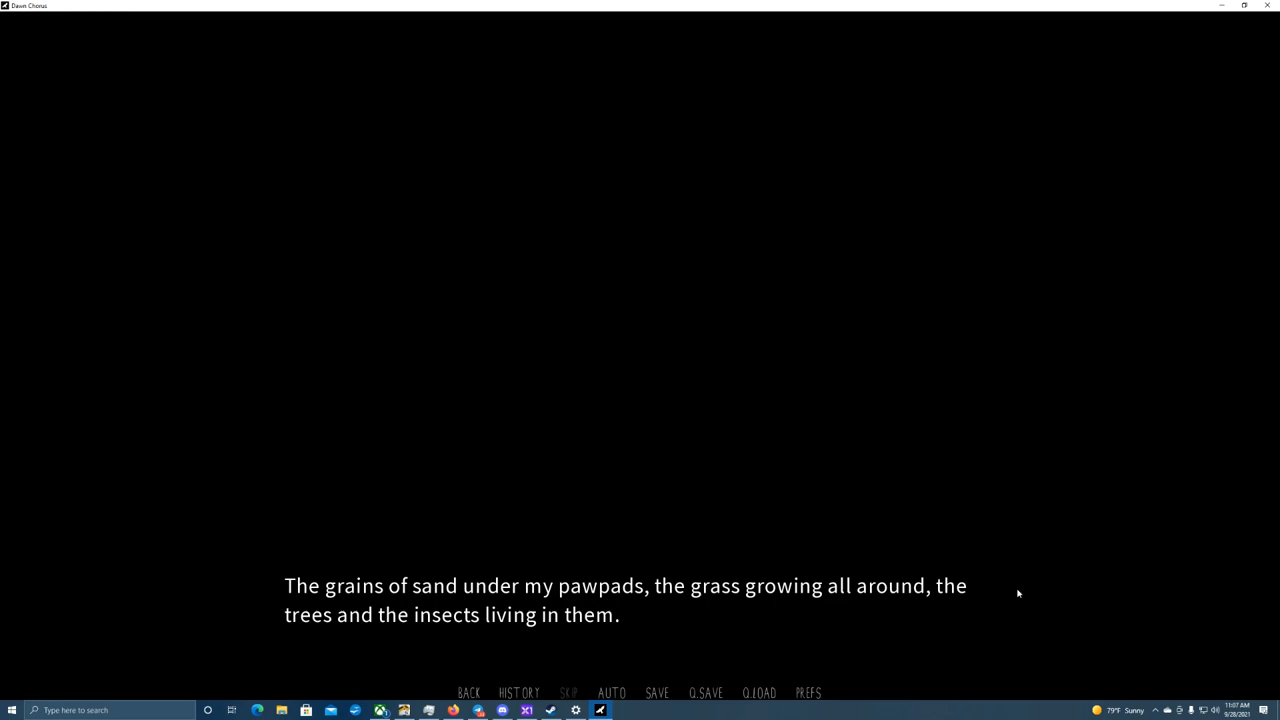 Dawn Chorus
The grains of sand under my pawpads, the grass growing all around, the
trees and the insects living in them.
BACK HISTORY SKIP AUTO SAVE Q.SAVE Q.LOAD PREFS
Type here to search
79°F Sunny
11:07 AM
9/28/2021